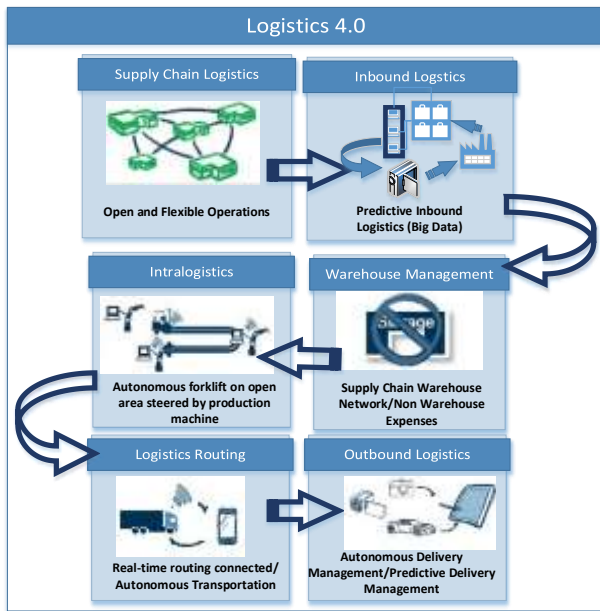 Logistics 4.0
Supply Chain Logistics
Open and Flexible Operations
Inbound Logstics
Predictive Inbound
Logistics (Big Data)
Warehouse Management
Storage
Supply Chain Warehouse
Network/Non Warehouse
Expenses
Intralogistics
Autonomous forklift on open
area steered by production
machine
Logistics Routing
Real-time routing connected/
Autonomous Transportation
Outbound Logistics
Autonomous Delivery
Management/Predictive Delivery
Management